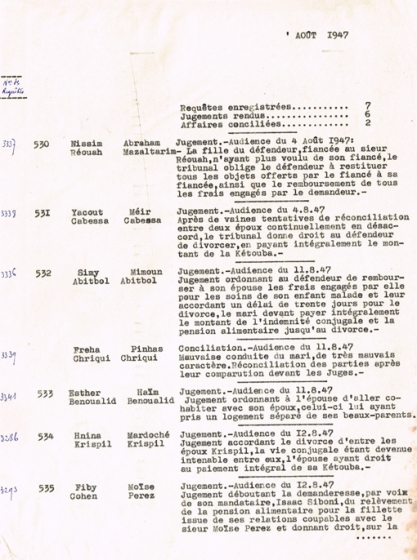 ' AOÛT 1947
Requêtes enregistrées........... 7
Jugements rendus................ 6
Affaires conciliées............. 2
Nos ds
Requêtes
3337 530 Nissim Abraham Jugement.-Audience du 4 Août 1947:
Réouah Mazaltarim- La fille du défendeur,fiancée au sieur
Réouah,n'ayant plus voulu de son fiancé,le
tribunal oblige le défendeur à restituer
tous les objets offerts par le fiancé à sa
fiancée,ainsi que le remboursement de tous
les frais engagés par le demandeur.-
3338 53I Yacout Méir Jugement.-Audience du 4.8.47
Cabessa Cabessa Après de vaines tentatives de réconciliation
entre deux époux continuellement en désac-
cord,le tribunal donne droit au défendeur
de divorcer,en payant intégralement le mon-
tant de la Kétouba.-
3336 532 Simy Mimoun Jugement.-Audience du 11.8.47
Abitbol Abitbol Jugement ordonnant au défendeur de rembour-
ser à son épouse les frais engagés par elle
pour les soins de son enfant malade et leur
accordant un délai de trente jours pour le
divorce,le mari devant payer intégralement
le montant de l'indemnité conjugale et la
pension alimentaire jusqu'au divorce.-
3339 Freha Pinhas Conciliation.-Audience du 11.8.47
Chriqui Chriqui Mauvaise conduite du mari,de très mauvais
caractère.Réconciliation des parties après
leur comparution devant les Juges.-
3341 533 Esther Haïm Jugement.-Audience du 11.8.47
Benoualid Benoualid Jugement ordonnant à l'épouse d'aller co-
habiter avec son époux,celui-ci lui ayant
pris un logement séparé de ses beaux-parents.
3286 534 Hnina Mardoché Jugement.-Audience du I2.8.47
Krispil Krispil Jugement accordant le divorce d'entre les
époux Krispil,la vie conjugale étant devenue
intenable entre eux,l'épouse ayant droit
au paiement intégral de sa Kétouba.-
3293 535 Fiby Moïse Jugement.-Audience du I2.8.47
Cohen Perez Jugement déboutant la demanderesse,par voix
de son mandataire,Isaac Siboni,du relèvement
de la pension alimentaire pour la fillette
issue de ses relations coupables avec le
sieur Moïse Perez et donnant droit,sur la
.......